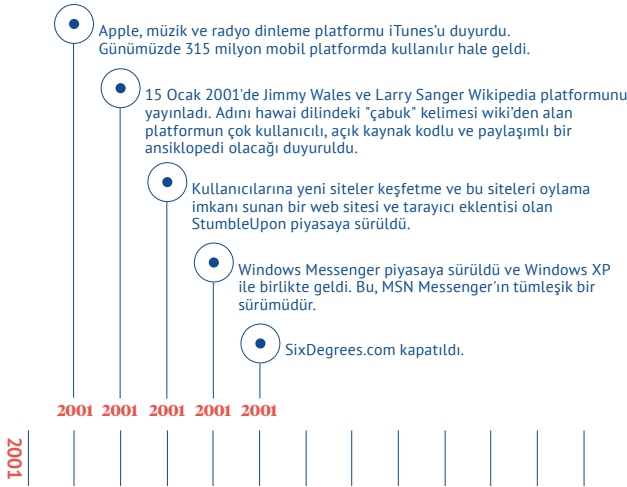 Apple, müzik ve radyo dinleme platformu iTunes'u duyurdu.
Günümüzde 315 milyon mobil platformda kullanılır hale geldi.
15 Ocak 2001'de Jimmy Wales ve Larry Sanger Wikipedia platformunu
yayınladı. Adını hawai dilindeki "çabuk" kelimesi wiki'den alan
platformun çok kullanıcılı, açık kaynak kodlu ve paylaşımlı bir
ansiklopedi olacağı duyuruldu.
Kullanıcılarına yeni siteler keşfetme ve bu siteleri oylama
imkanı sunan bir web sitesi ve tarayıcı eklentisi olan
StumbleUpon piyasaya sürüldü.
Windows Messenger piyasaya sürüldü ve Windows XP
ile birlikte geldi. Bu, MSN Messenger'ın tümleşik bir
sürümüdür.
SixDegrees.com kapatıldı.
2001 2001 2001 2001 2001
2001